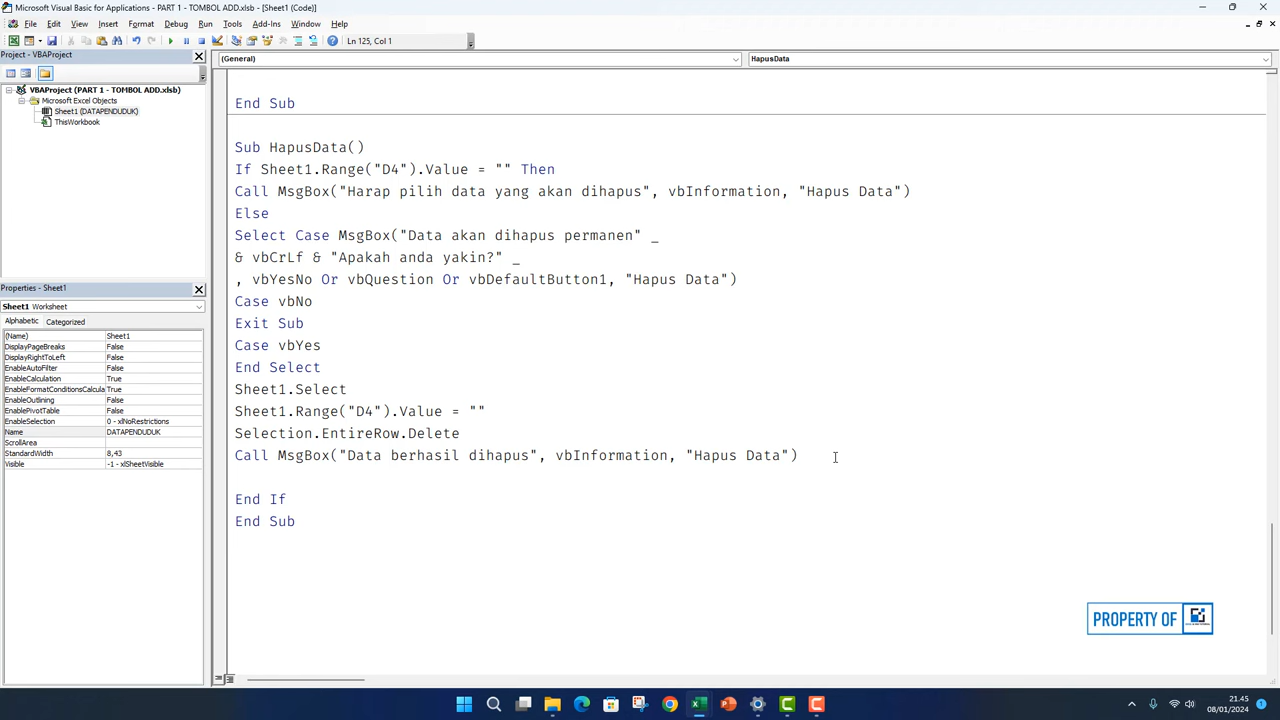 Microsoft Visual Basic for Applications - PART 1 - TOMBOL ADD.xlsb - [Sheet1 (Code)]
File Edit View Insert Format Debug Run Tools Add-Ins Window Help
Ln 125, Col 1
Project - VBAProject
(General) HapusData
VBAProject (PART 1 - TOMBOL ADD.xlsb)
Microsoft Excel Objects
Sheet1 (DATAPENDUDUK)
ThisWorkbook
Properties - Sheet1
Sheet1 Worksheet
Alphabetic Categorized
(Name) Sheet1
DisplayPageBreaks False
DisplayRightToLeft False
EnableAutoFilter False
EnableCalculation True
EnableFormatConditionsCalcula True
EnableOutlining False
EnablePivotTable False
EnableSelection 0 - xlNoRestrictions
Name DATAPENDUDUK
ScrollArea
StandardWidth 8,43
Visible -1 - xlSheetVisible
End Sub
Sub HapusData()
If Sheet1.Range("D4").Value = "" Then
Call MsgBox("Harap pilih data yang akan dihapus", vbInformation, "Hapus Data")
Else
Select Case MsgBox("Data akan dihapus permanen" _
& vbCrLf & "Apakah anda yakin?" _
, vbYesNo Or vbQuestion Or vbDefaultButton1, "Hapus Data")
Case vbNo
Exit Sub
Case vbYes
End Select
Sheet1.Select
Sheet1.Range("D4").Value = ""
Selection.EntireRow.Delete
Call MsgBox("Data berhasil dihapus", vbInformation, "Hapus Data")
End If
End Sub
PROPERTY OF
21.45
08/01/2024